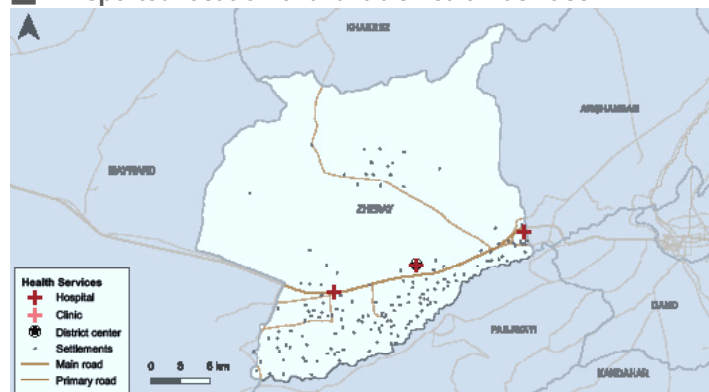 KHAKREZ
ARGHANDAB
MAYWAND
ZHERAY
Health Services
Hospital
Clinic
District center
Settlements
Main road
Primary road
0 3 6 km
PANJWAYI
DAND
KANDAHAR